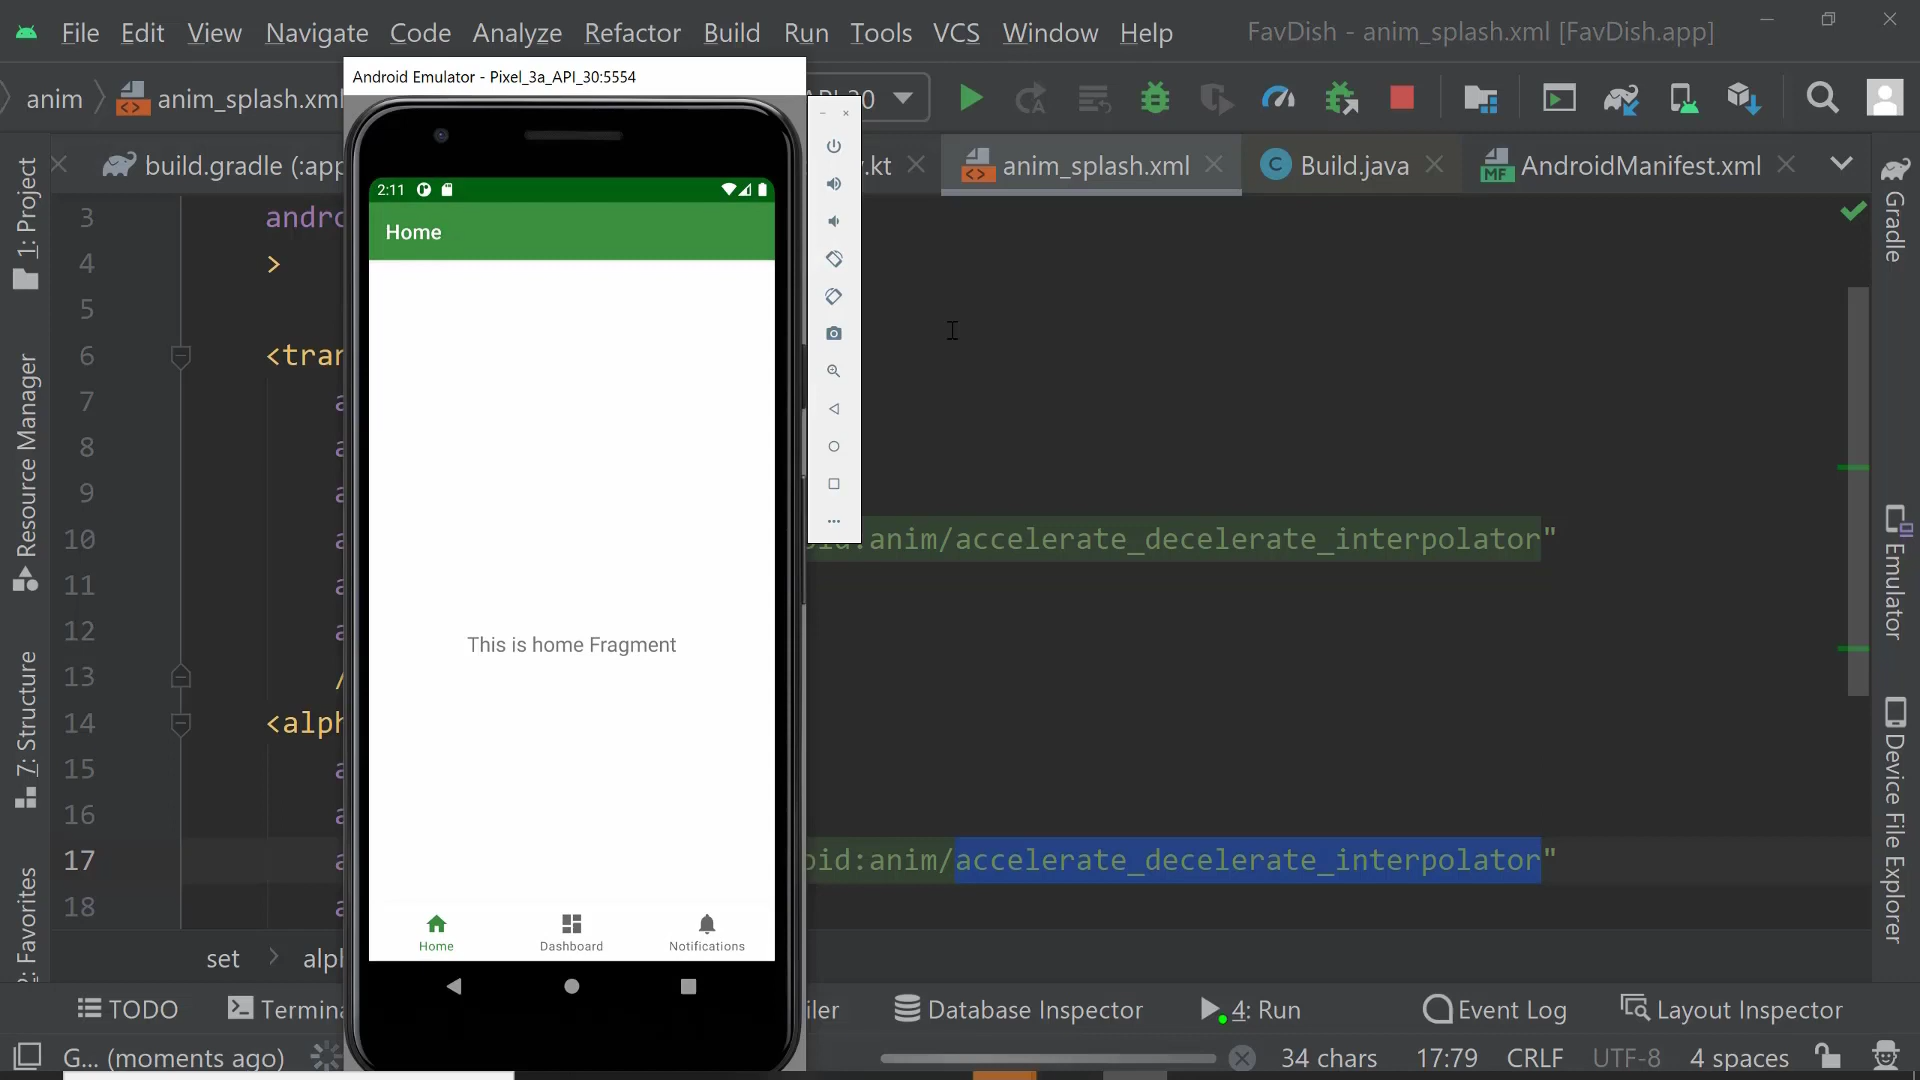 File Edit View Navigate Code Analyze Refactor Build Run Tools VCS Window Help FavDish - anim_splash.xml [FavDish.app]
Android Emulator - Pixel_3a_API_30:5554
anim anim_splash.xml
build.gradle (:app .kt anim_splash.xml Build.java AndroidManifest.xml
1: Project
Resource Manager
7: Structure
2: Favorites
Gradle
Emulator
Device File Explorer
2:11
Home
This is home Fragment
Home Dashboard Notifications
3 andro
4 >
5
6 <tran
7 a
8 a
9 a
10 a oid:anim/accelerate_decelerate_interpolator"
11 a
12 a
13 /
14 <alph
15 a
16 a
17 a oid:anim/accelerate_decelerate_interpolator"
18 a
set alph
TODO Termina iler Database Inspector 4: Run Event Log Layout Inspector
G... (moments ago) 34 chars 17:79 CRLF UTF-8 4 spaces